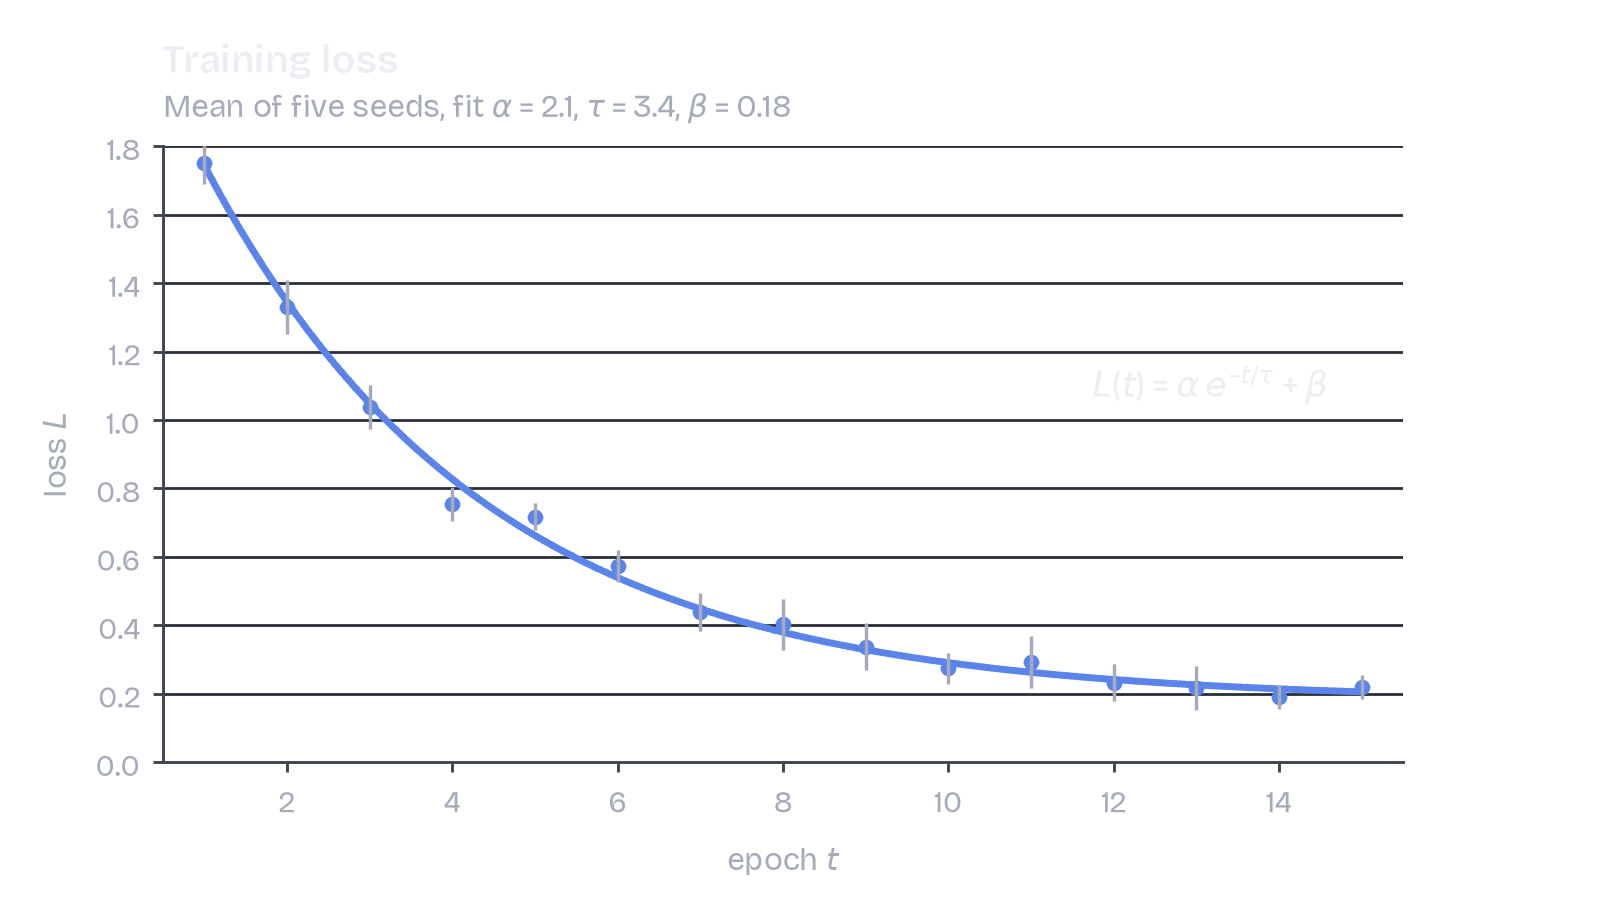 Training loss
Mean of five seeds, fit α = 2.1, τ = 3.4, β = 0.18
1.8
1.6
1.4
1.2
L(t) = α e^{−t/τ} + β
1.0
loss L
0.8
0.6
0.4
0.2
0.0
2 4 6 8 10 12 14
epoch t